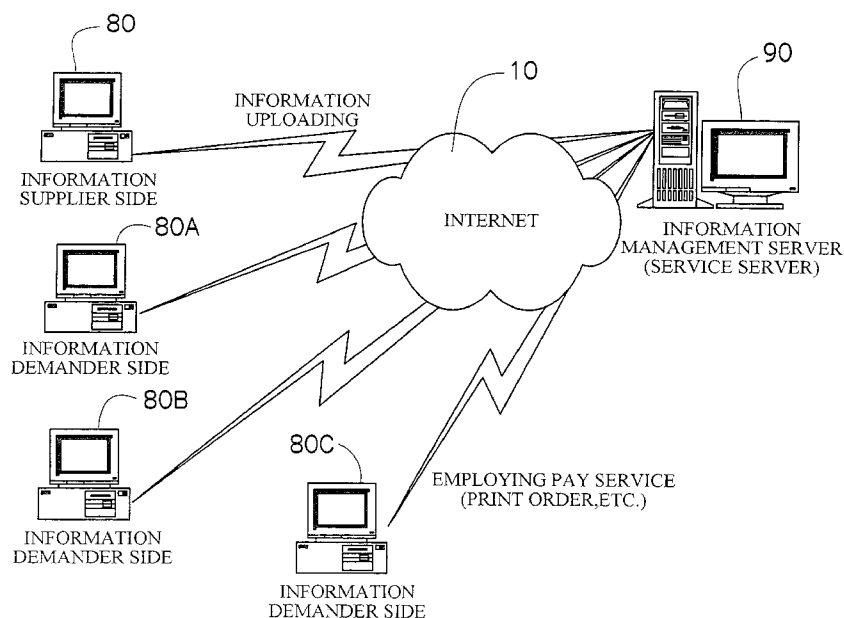 80
INFORMATION
UPLOADING
10
90
INFORMATION
SUPPLIER SIDE
INTERNET
INFORMATION
MANAGEMENT SERVER
(SERVICE SERVER)
80A
INFORMATION
DEMANDER SIDE
80B
INFORMATION
DEMANDER SIDE
80C
EMPLOYING PAY SERVICE
(PRINT ORDER,ETC.)
INFORMATION
DEMANDER SIDE